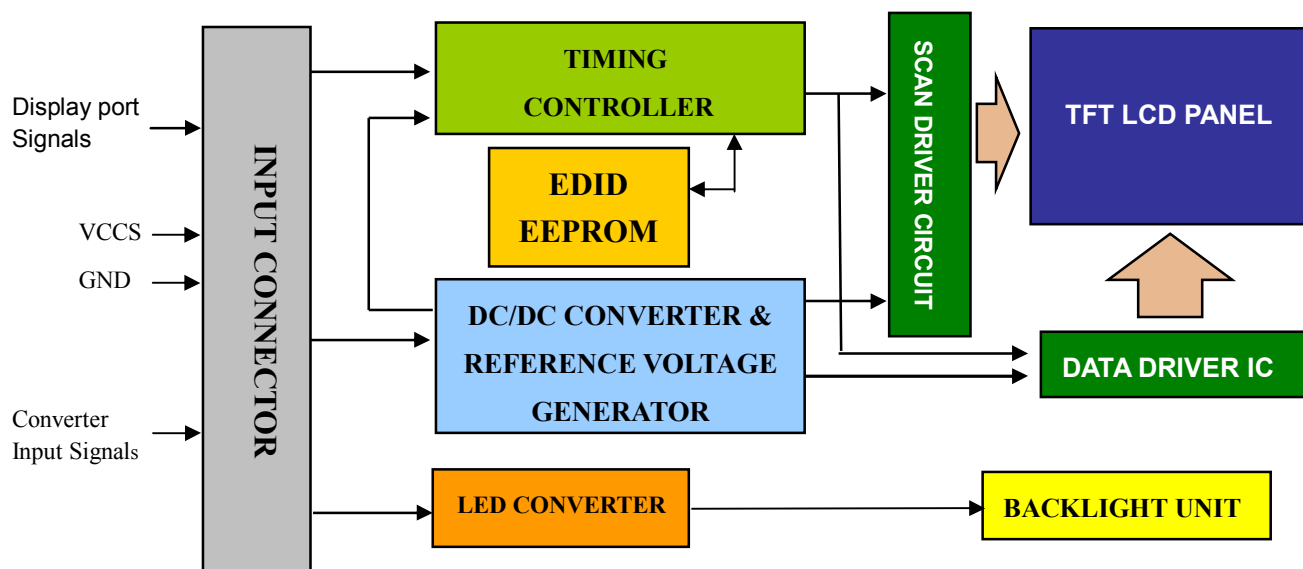 Display port
Signals
VCCS
GND
Converter
Input Signals
INPUT CONNECTOR
TIMING
CONTROLLER
EDID
EEPROM
DC/DC CONVERTER &
REFERENCE VOLTAGE
GENERATOR
LED CONVERTER
SCAN DRIVER CIRCUIT
TFT LCD PANEL
DATA DRIVER IC
BACKLIGHT UNIT